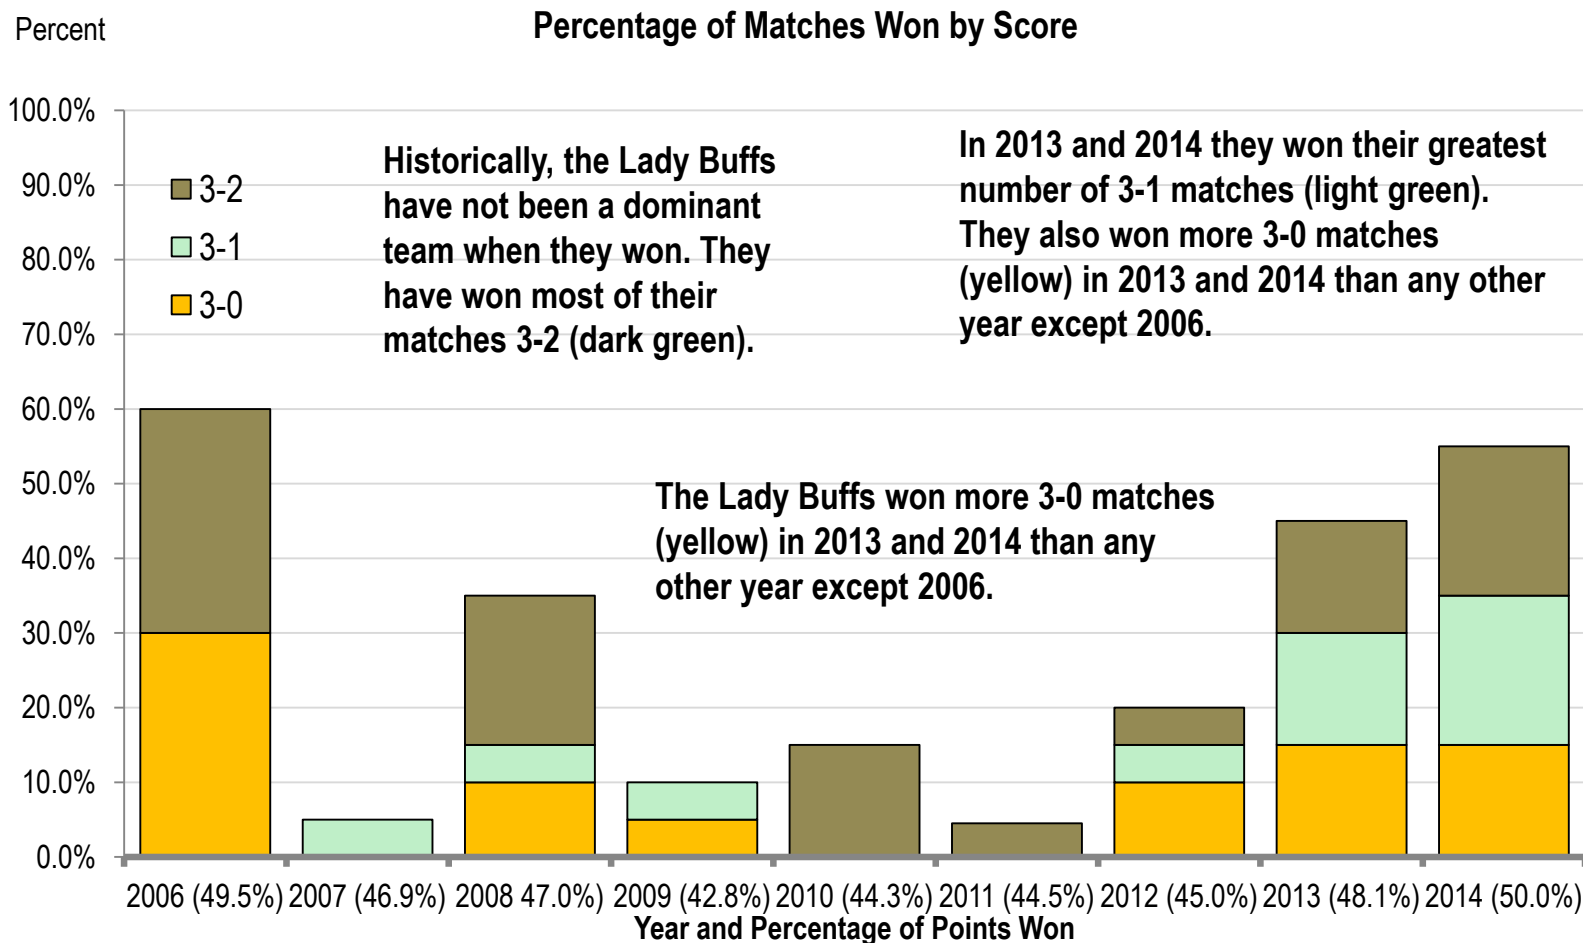 Percentage of Matches Won by Score
Percent
100.0%
90.0%
80.0%
70.0%
60.0%
50.0%
40.0%
30.0%
20.0%
10.0%
0.0%
3-2
3-1
3-0
Historically, the Lady Buffs
have not been a dominant
team when they won. They
have won most of their
matches 3-2 (dark green).
In 2013 and 2014 they won their greatest
number of 3-1 matches (light green).
They also won more 3-0 matches
(yellow) in 2013 and 2014 than any other
year except 2006.
The Lady Buffs won more 3-0 matches
(yellow) in 2013 and 2014 than any
other year except 2006.
2006 (49.5%) 2007 (46.9%) 2008 47.0%) 2009 (42.8%) 2010 (44.3%) 2011 (44.5%) 2012 (45.0%) 2013 (48.1%) 2014 (50.0%)
Year and Percentage of Points Won